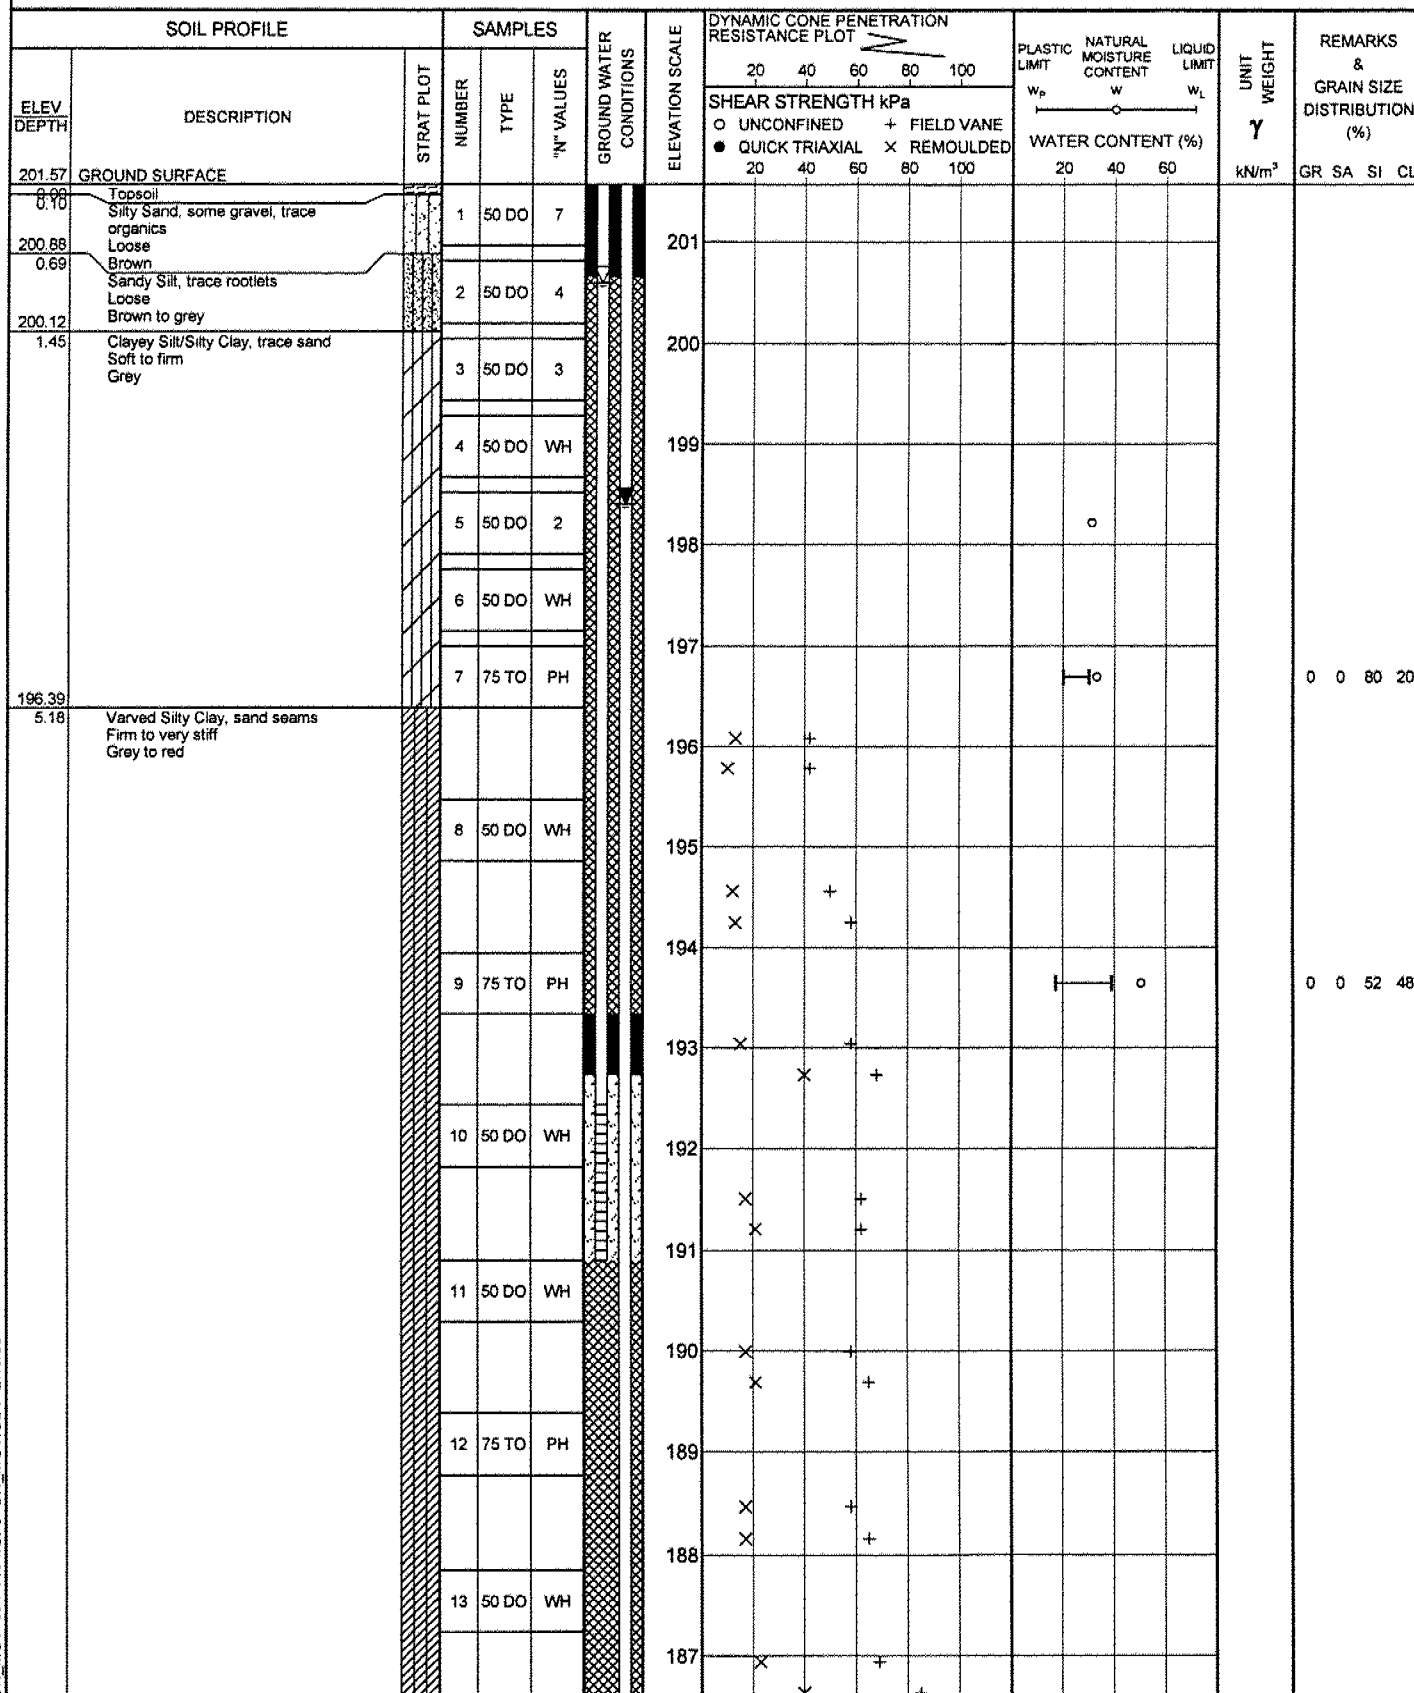 SOIL PROFILE
SAMPLES
GROUND WATER CONDITIONS
ELEVATION SCALE
DYNAMIC CONE PENETRATION
RESISTANCE PLOT
20 40 60 80 100
SHEAR STRENGTH kPa
○ UNCONFINED + FIELD VANE
● QUICK TRIAXIAL × REMOULDED
20 40 60 80 100
PLASTIC LIMIT
NATURAL MOISTURE CONTENT
LIQUID LIMIT
WP W WL
WATER CONTENT (%)
20 40 60
UNIT WEIGHT
γ
kN/m³
REMARKS
&
GRAIN SIZE
DISTRIBUTION
(%)
GR SA SI CL
ELEV
DEPTH
DESCRIPTION
STRAT PLOT
NUMBER
TYPE
"N" VALUES
201.57 GROUND SURFACE
0.00 Topsoil
0.10 Silty Sand, some gravel, trace
organics
Loose
200.88
Brown
0.69
Sandy Silt, trace rootlets
Loose
Brown to grey
200.12
1.45 Clayey Silt/Silty Clay, trace sand
Soft to firm
Grey
196.39
5.18 Varved Silty Clay, sand seams
Firm to very stiff
Grey to red
1 50 DO 7
2 50 DO 4
3 50 DO 3
4 50 DO WH
5 50 DO 2
6 50 DO WH
7 75 TO PH
8 50 DO WH
9 75 TO PH
10 50 DO WH
11 50 DO WH
12 75 TO PH
13 50 DO WH
201
200
199
198
197
196
195
194
193
192
191
190
189
188
187
0 0 80 20
0 0 52 48